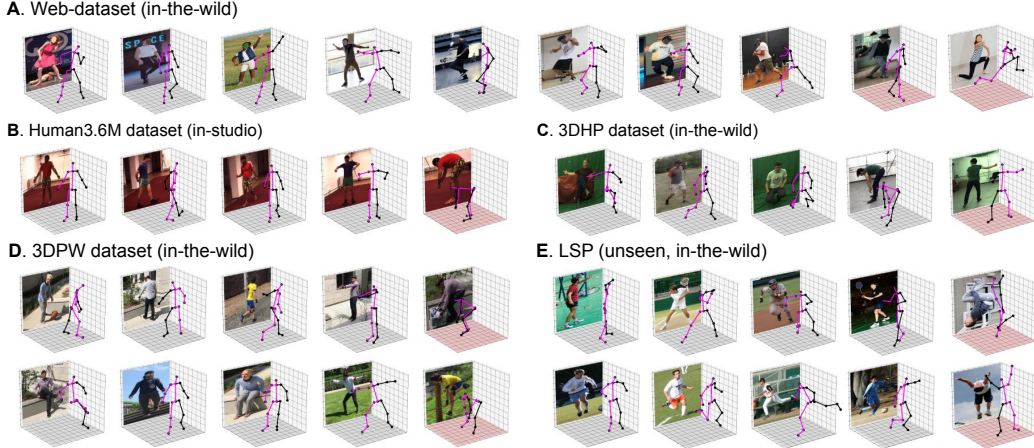 A. Web-dataset (in-the-wild)
SPACE
B. Human3.6M dataset (in-studio)
C. 3DHP dataset (in-the-wild)
D. 3DPW dataset (in-the-wild)
E. LSP (unseen, in-the-wild)